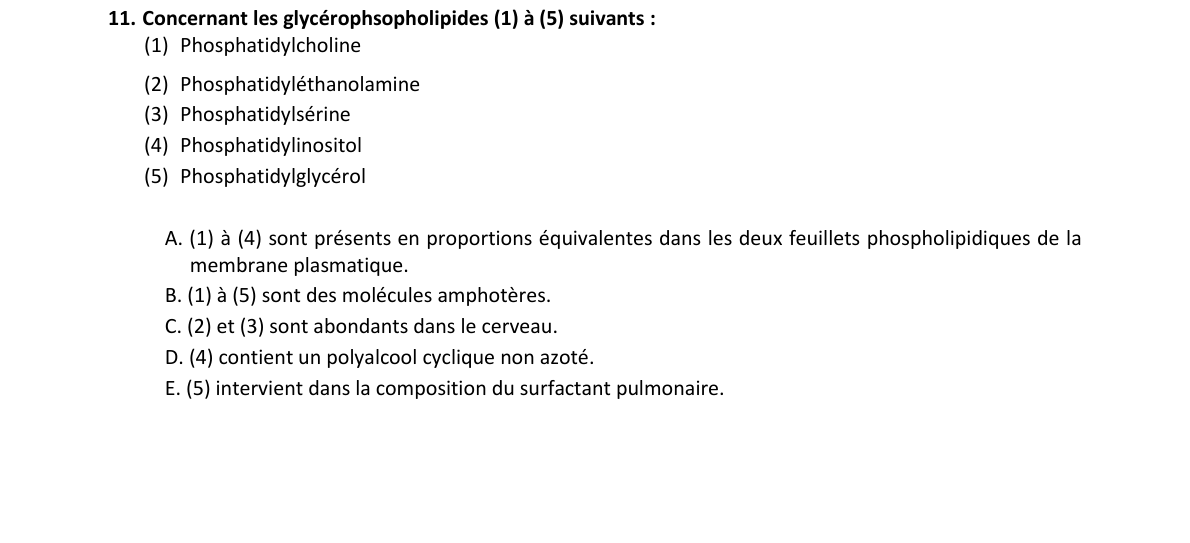 11. Concernant les glycérophsopholipides (1) à (5) suivants :
(1) Phosphatidylcholine
(2) Phosphatidyléthanolamine
(3) Phosphatidylsérine
(4) Phosphatidylinositol
(5) Phosphatidylglycérol
A. (1) à (4) sont présents en proportions équivalentes dans les deux feuillets phospholipidiques de la
membrane plasmatique.
B. (1) à (5) sont des molécules amphotères.
C. (2) et (3) sont abondants dans le cerveau.
D. (4) contient un polyalcool cyclique non azoté.
E. (5) intervient dans la composition du surfactant pulmonaire.